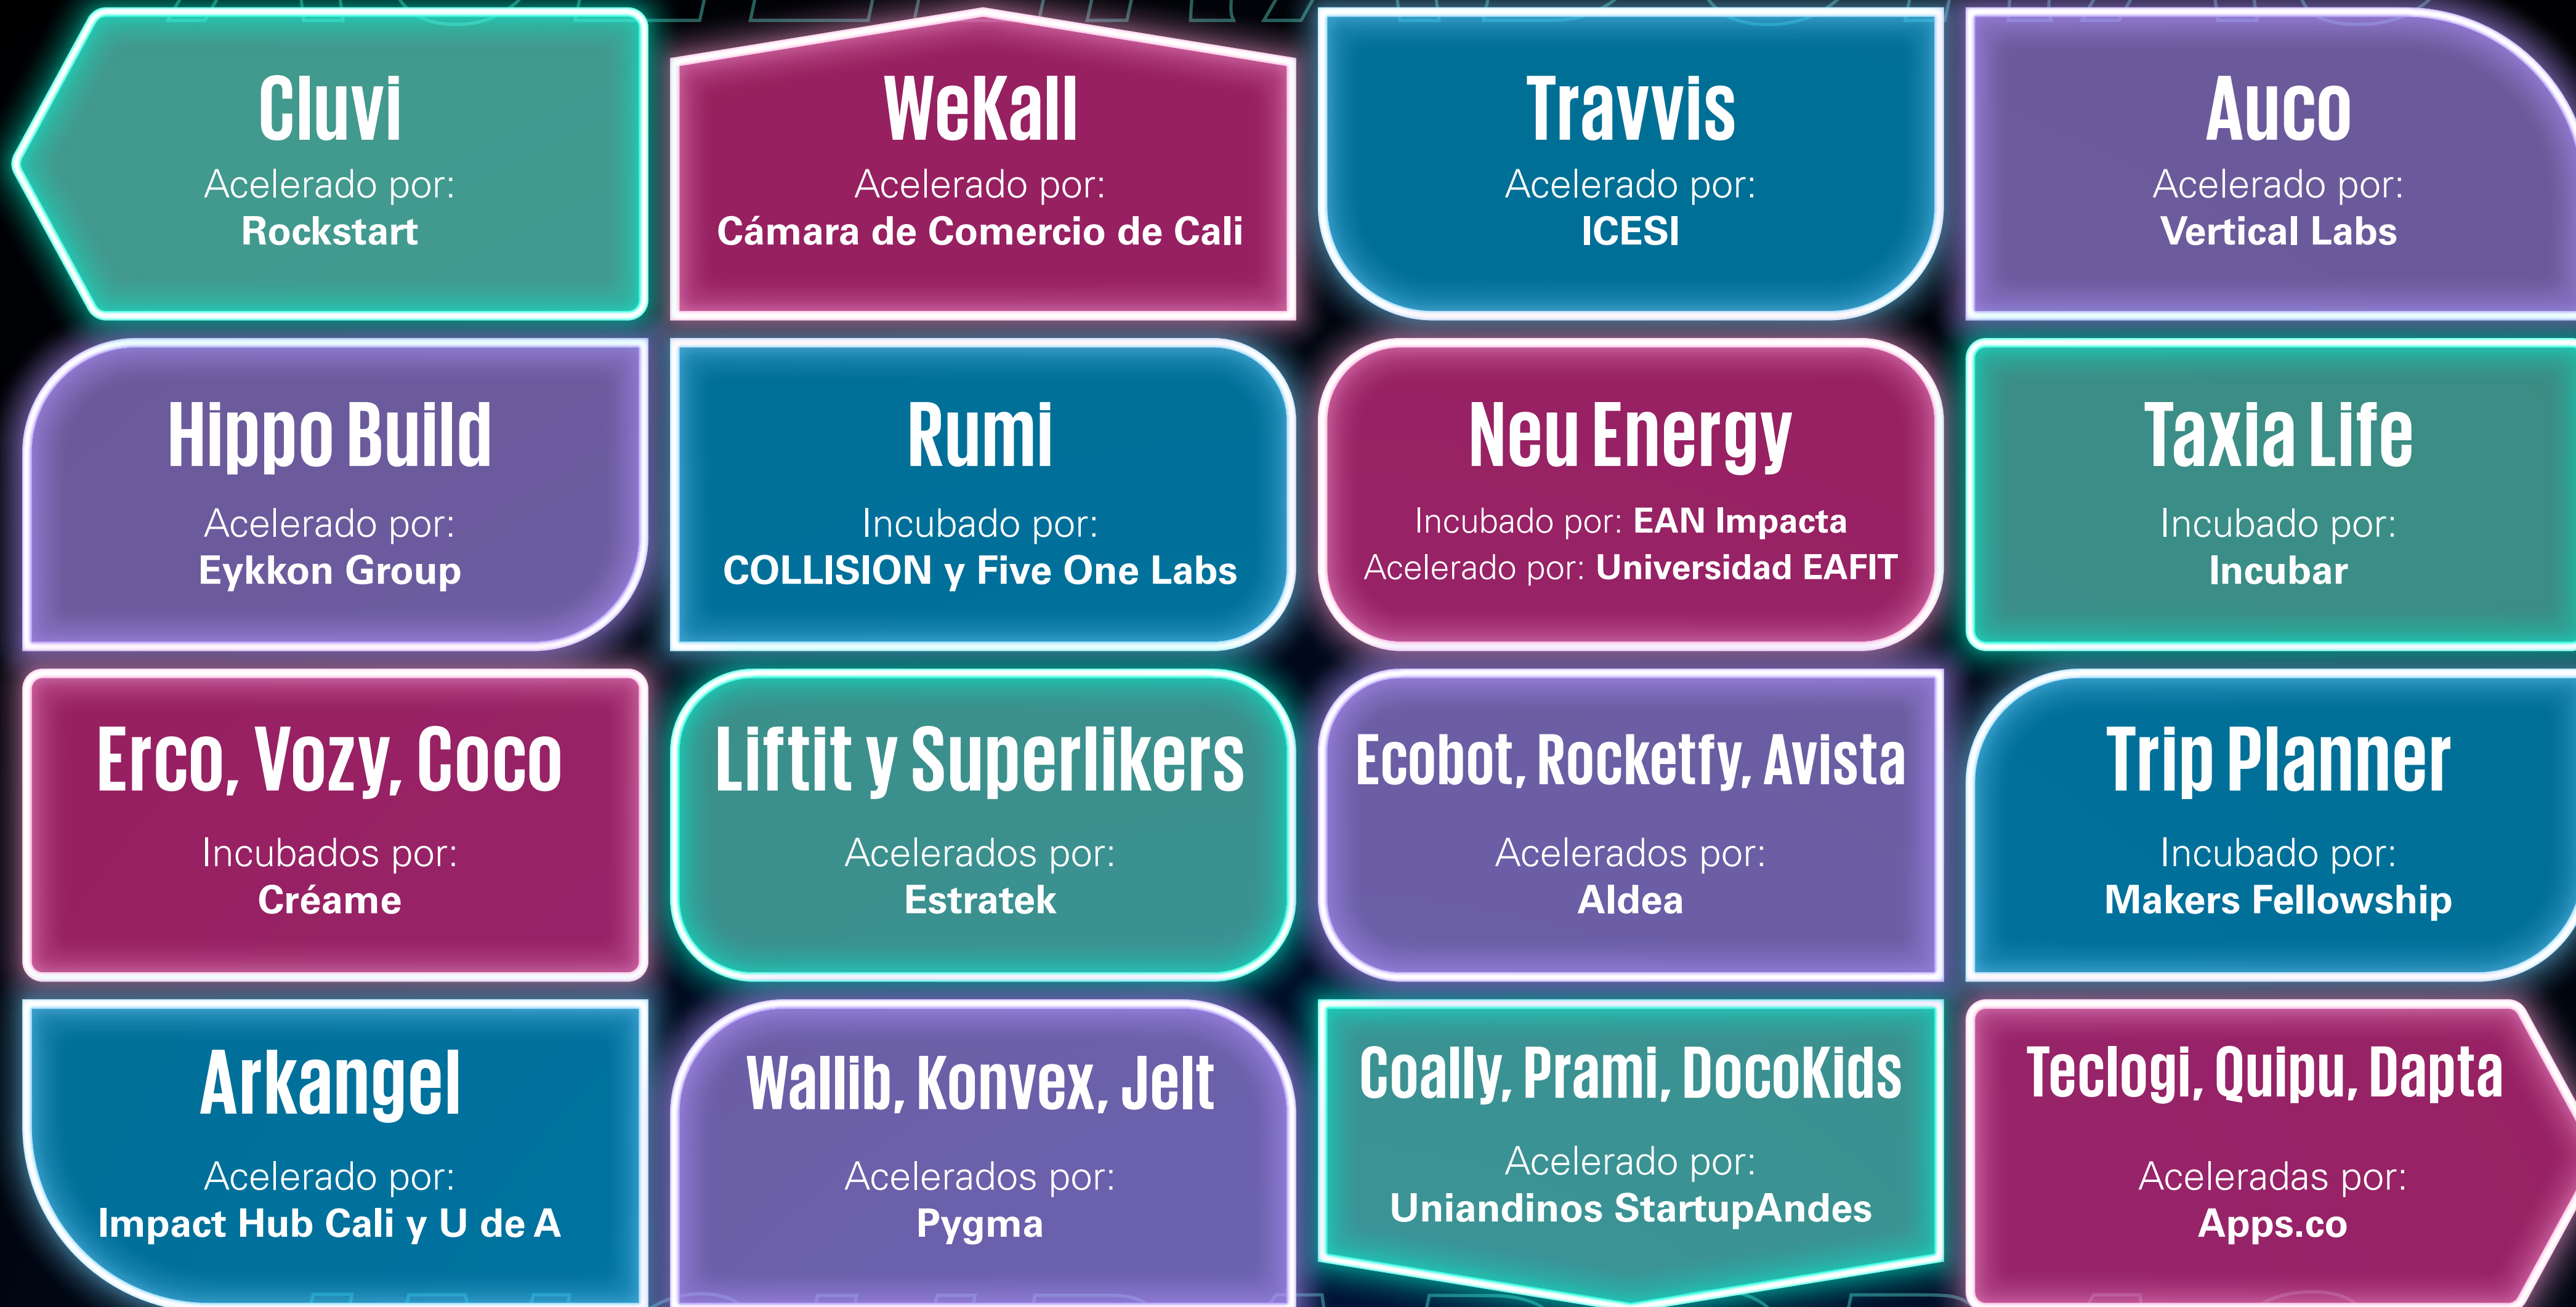 Cluvi
Acelerado por:
Rockstart
WeKall
Acelerado por:
Cámara de Comercio de Cali
Travvis
Acelerado por:
ICESI
Auco
Acelerado por:
Vertical Labs
Hippo Build
Acelerado por:
Eykkon Group
Rumi
Incubado por:
COLLISION y Five One Labs
Neu Energy
Incubado por: EAN Impacta
Acelerado por: Universidad EAFIT
Taxia Life
Incubado por:
Incubar
Erco, Vozy, Coco
Incubados por:
Créame
Liftit y Superlikers
Acelerados por:
Estratek
Ecobot, Rocketfy, Avista
Acelerados por:
Aldea
Trip Planner
Incubado por:
Makers Fellowship
Arkangel
Acelerado por:
Impact Hub Cali y U de A
Wallib, Konvex, Jelt
Acelerados por:
Pygma
Coally, Prami, DocoKids
Acelerado por:
Uniandinos StartupAndes
Teclogi, Quipu, Dapta
Aceleradas por:
Apps.co